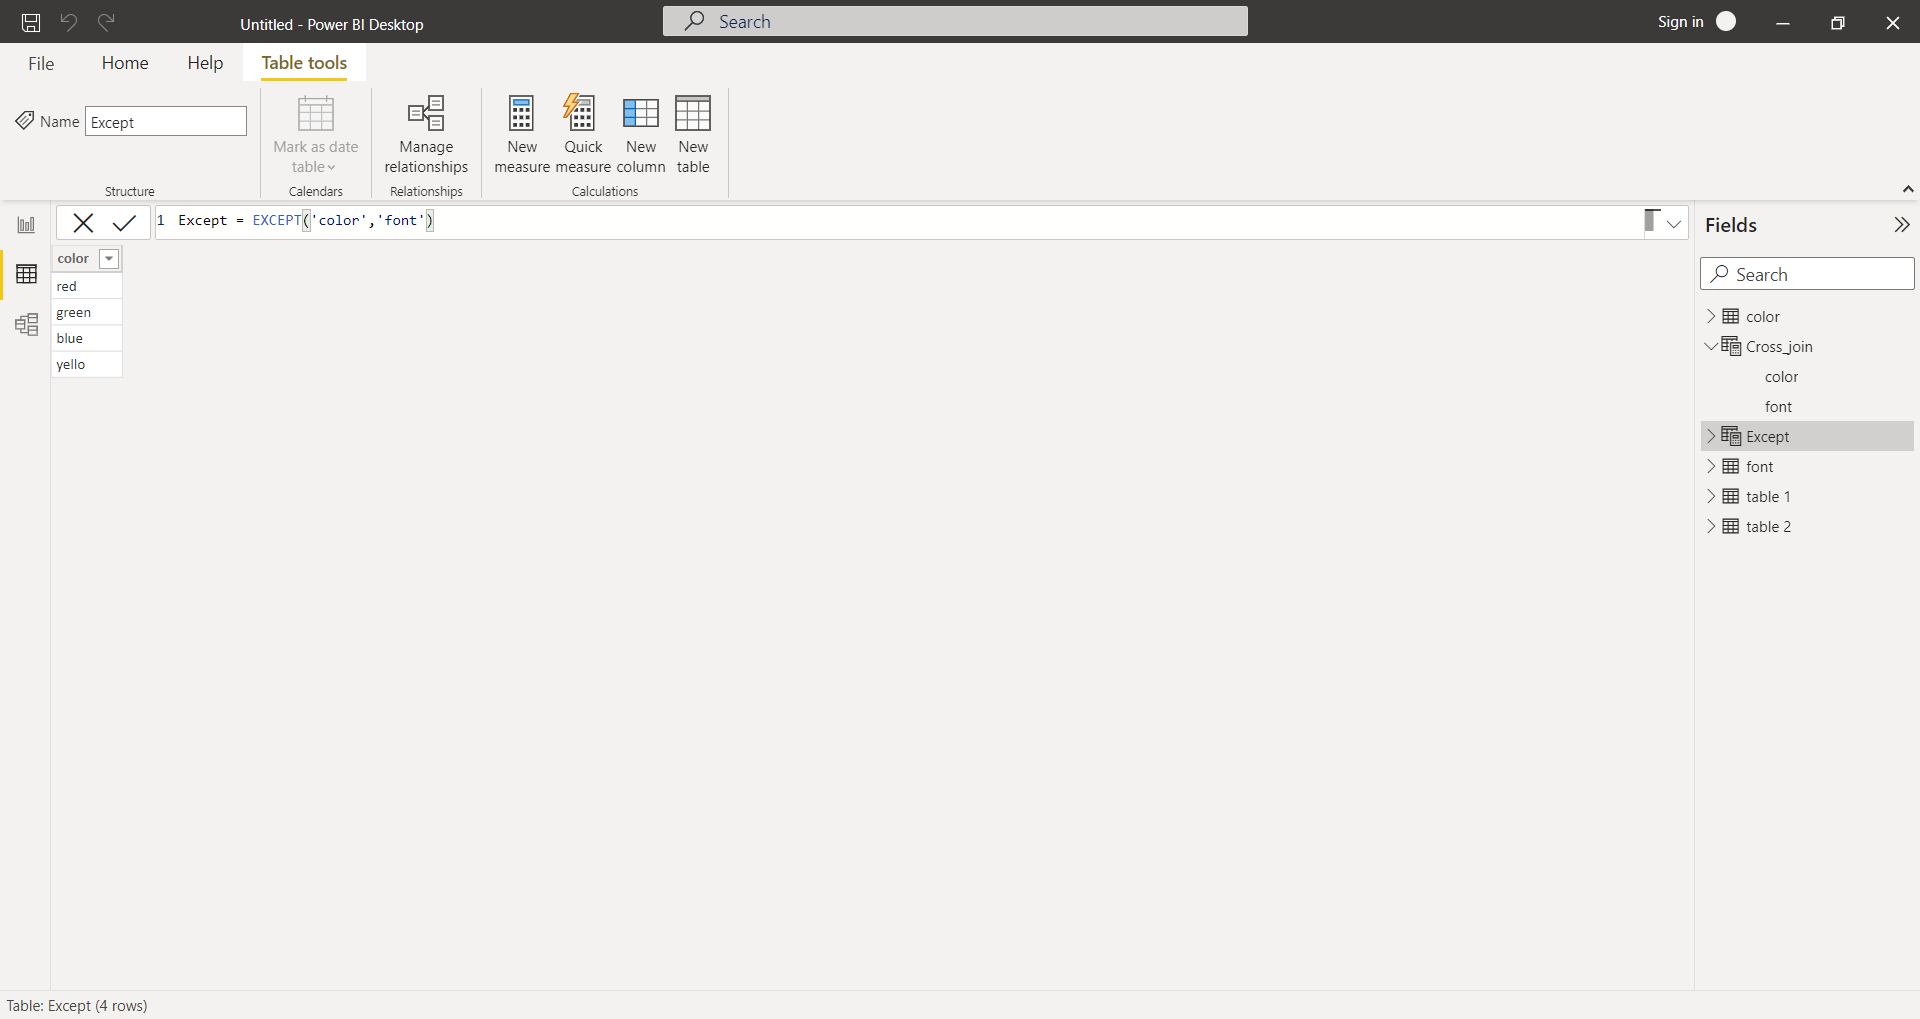 Untitled - Power BI Desktop
Search
Sign in
File
Home
Help
Table tools
Name
Except
Mark as date
table
Manage
relationships
New
measure
Quick
measure
New
column
New
table
Structure
Calendars
Relationships
Calculations
1 Except = EXCEPT('color','font')
color
red
green
blue
yello
Fields
Search
color
Cross_join
color
font
Except
font
table 1
table 2
Table: Except (4 rows)